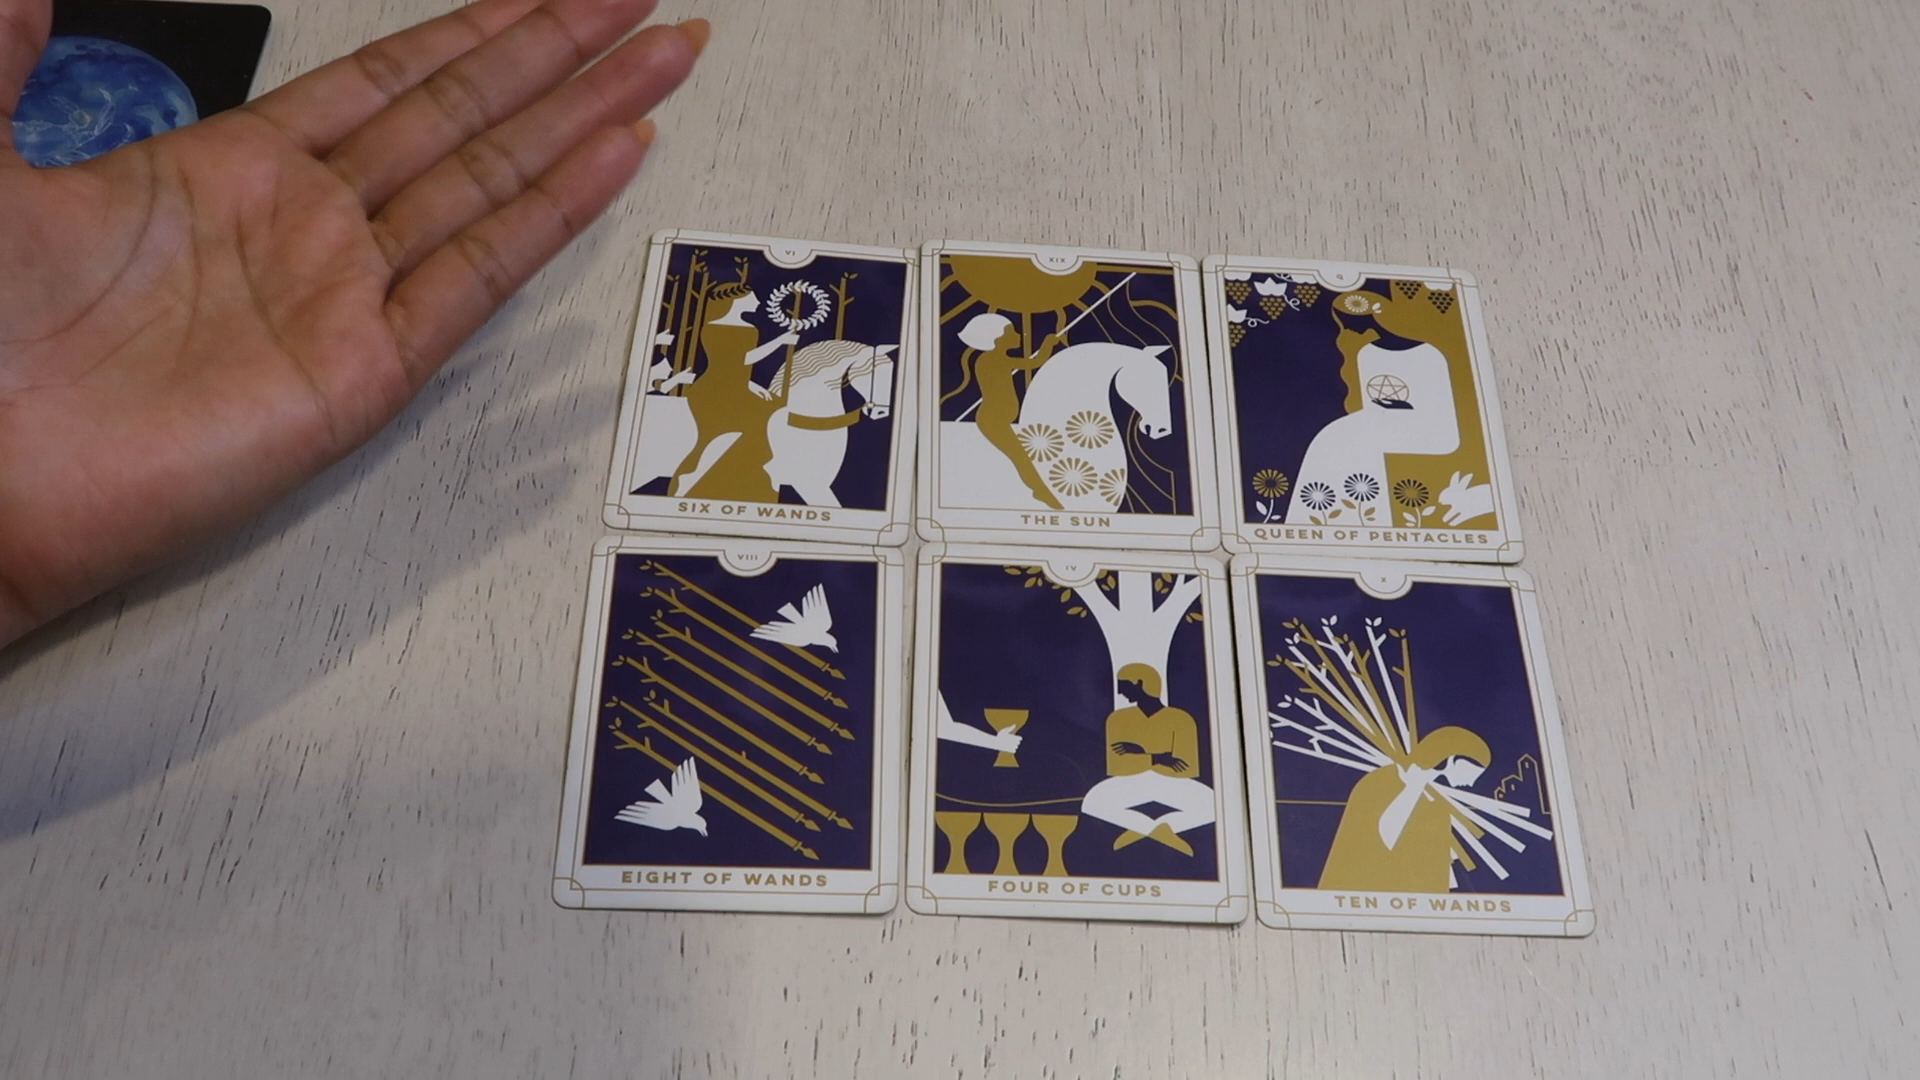 VI
SIX OF WANDS
XIX
THE SUN
Q
QUEEN OF PENTACLES
VIII
EIGHT OF WANDS
IV
FOUR OF CUPS
X
TEN OF WANDS